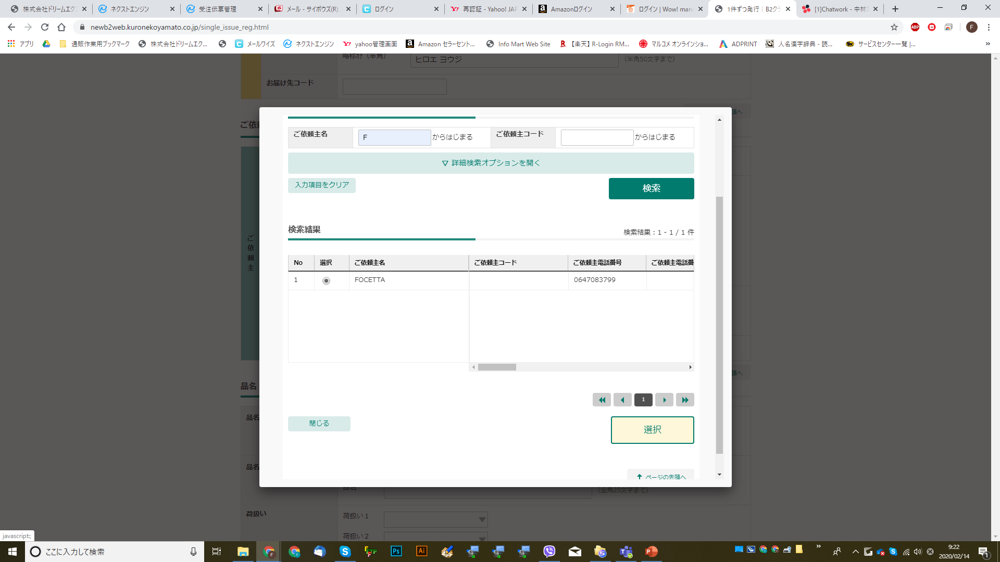 株式会社ドリームエクス
ネクストエンジン
受注伝票管理
メール - サイボウズ(R)
ログイン
再認証 - Yahoo! JAP
Amazonログイン
ログイン | Wow! mana
1件ずつ発行 | B2クラ
[1]Chatwork - 中林
newb2web.kuronekoyamato.co.jp/single_issue_reg.html
ABP
F
アプリ
通販作業用ブックマーク
株式会社ドリームエク...
メールワイズ
ネクストエンジン
yahoo管理画面
Amazon セラーセント...
Info Mart Web Site
【楽天】R-Login RM...
マルコメ オンラインショ...
ADPRINT
人名漢字辞典 - 読...
サービスセンター一覧 |...
»
略称ｶﾅ（半角）
ヒロエ ヨウジ
（半角50文字まで）
お届け先コード
頭へ
ご依頼
ご依頼主名
F
からはじまる
ご依頼主コード
からはじまる
▽ 詳細検索オプションを開く
入力項目をクリア
検索
検索結果
検索結果：1 - 1 / 1 件
No
選択
ご依頼主名
ご依頼主コード
ご依頼主電話番号
ご依頼主電話番
1
FOCETTA
0647083799
ご
依
頼
主
頭へ
品名
1
閉じる
選択
品名
品名
ページの先頭へ
品名
（全角25文字まで）
荷扱い
荷扱い１
荷扱い２
javascript:;
ここに入力して検索
9:22
2020/02/14
1